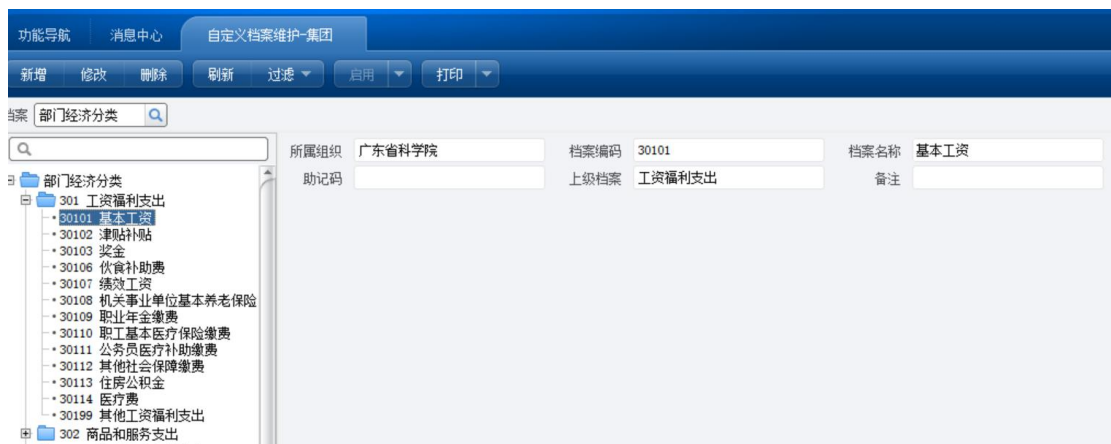 功能导航 消息中心 自定义档案维护-集团
新增 修改 删除 刷新 过滤 启用 打印
档案 部门经济分类
所属组织 广东省科学院 档案编码 30101 档案名称 基本工资
助记码 上级档案 工资福利支出 备注
部门经济分类
301 工资福利支出
30101 基本工资
30102 津贴补贴
30103 奖金
30106 伙食补助费
30107 绩效工资
30108 机关事业单位基本养老保险
30109 职业年金缴费
30110 职工基本医疗保险缴费
30111 公务员医疗补助缴费
30112 其他社会保障缴费
30113 住房公积金
30114 医疗费
30199 其他工资福利支出
302 商品和服务支出